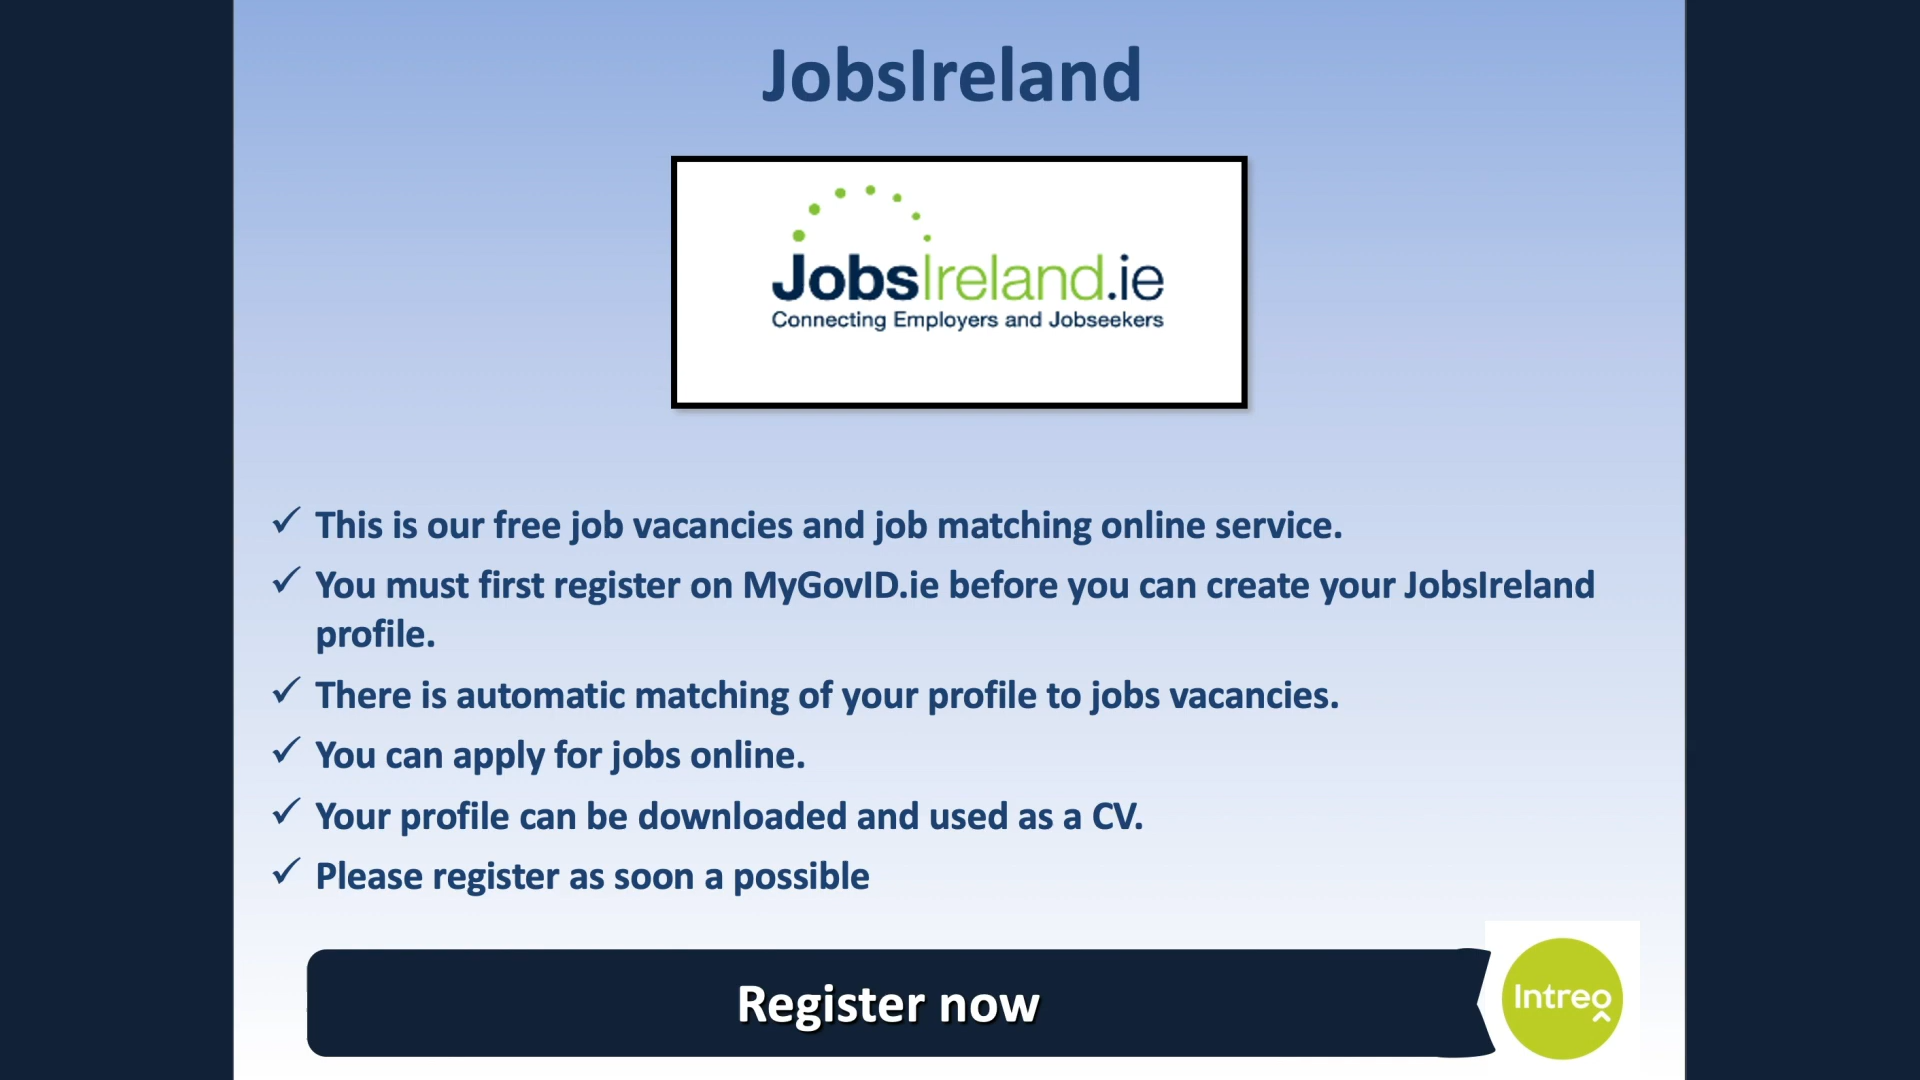 JobsIreland
JobsIreland.ie
Connecting Employers and Jobseekers
✓ This is our free job vacancies and job matching online service.
✓ You must first register on MyGovID.ie before you can create your JobsIreland
profile.
✓ There is automatic matching of your profile to jobs vacancies.
✓ You can apply for jobs online.
✓ Your profile can be downloaded and used as a CV.
✓ Please register as soon a possible
Register now
Intreo